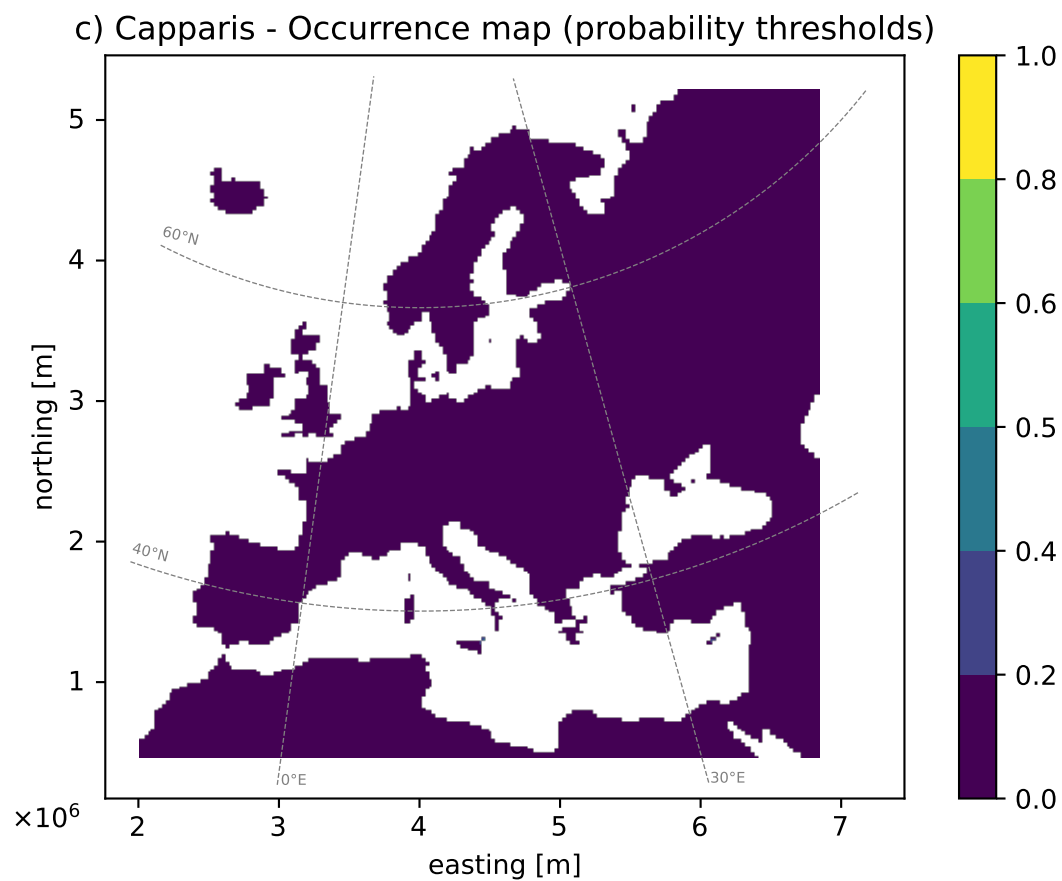 c) Capparis - Occurrence map (probability thresholds)
northing [m]
5
4
3
2
1
×10⁶
60°N
40°N
0°E
30°E
2 3 4 5 6 7
easting [m]
1.0
0.8
0.6
0.5
0.4
0.2
0.0